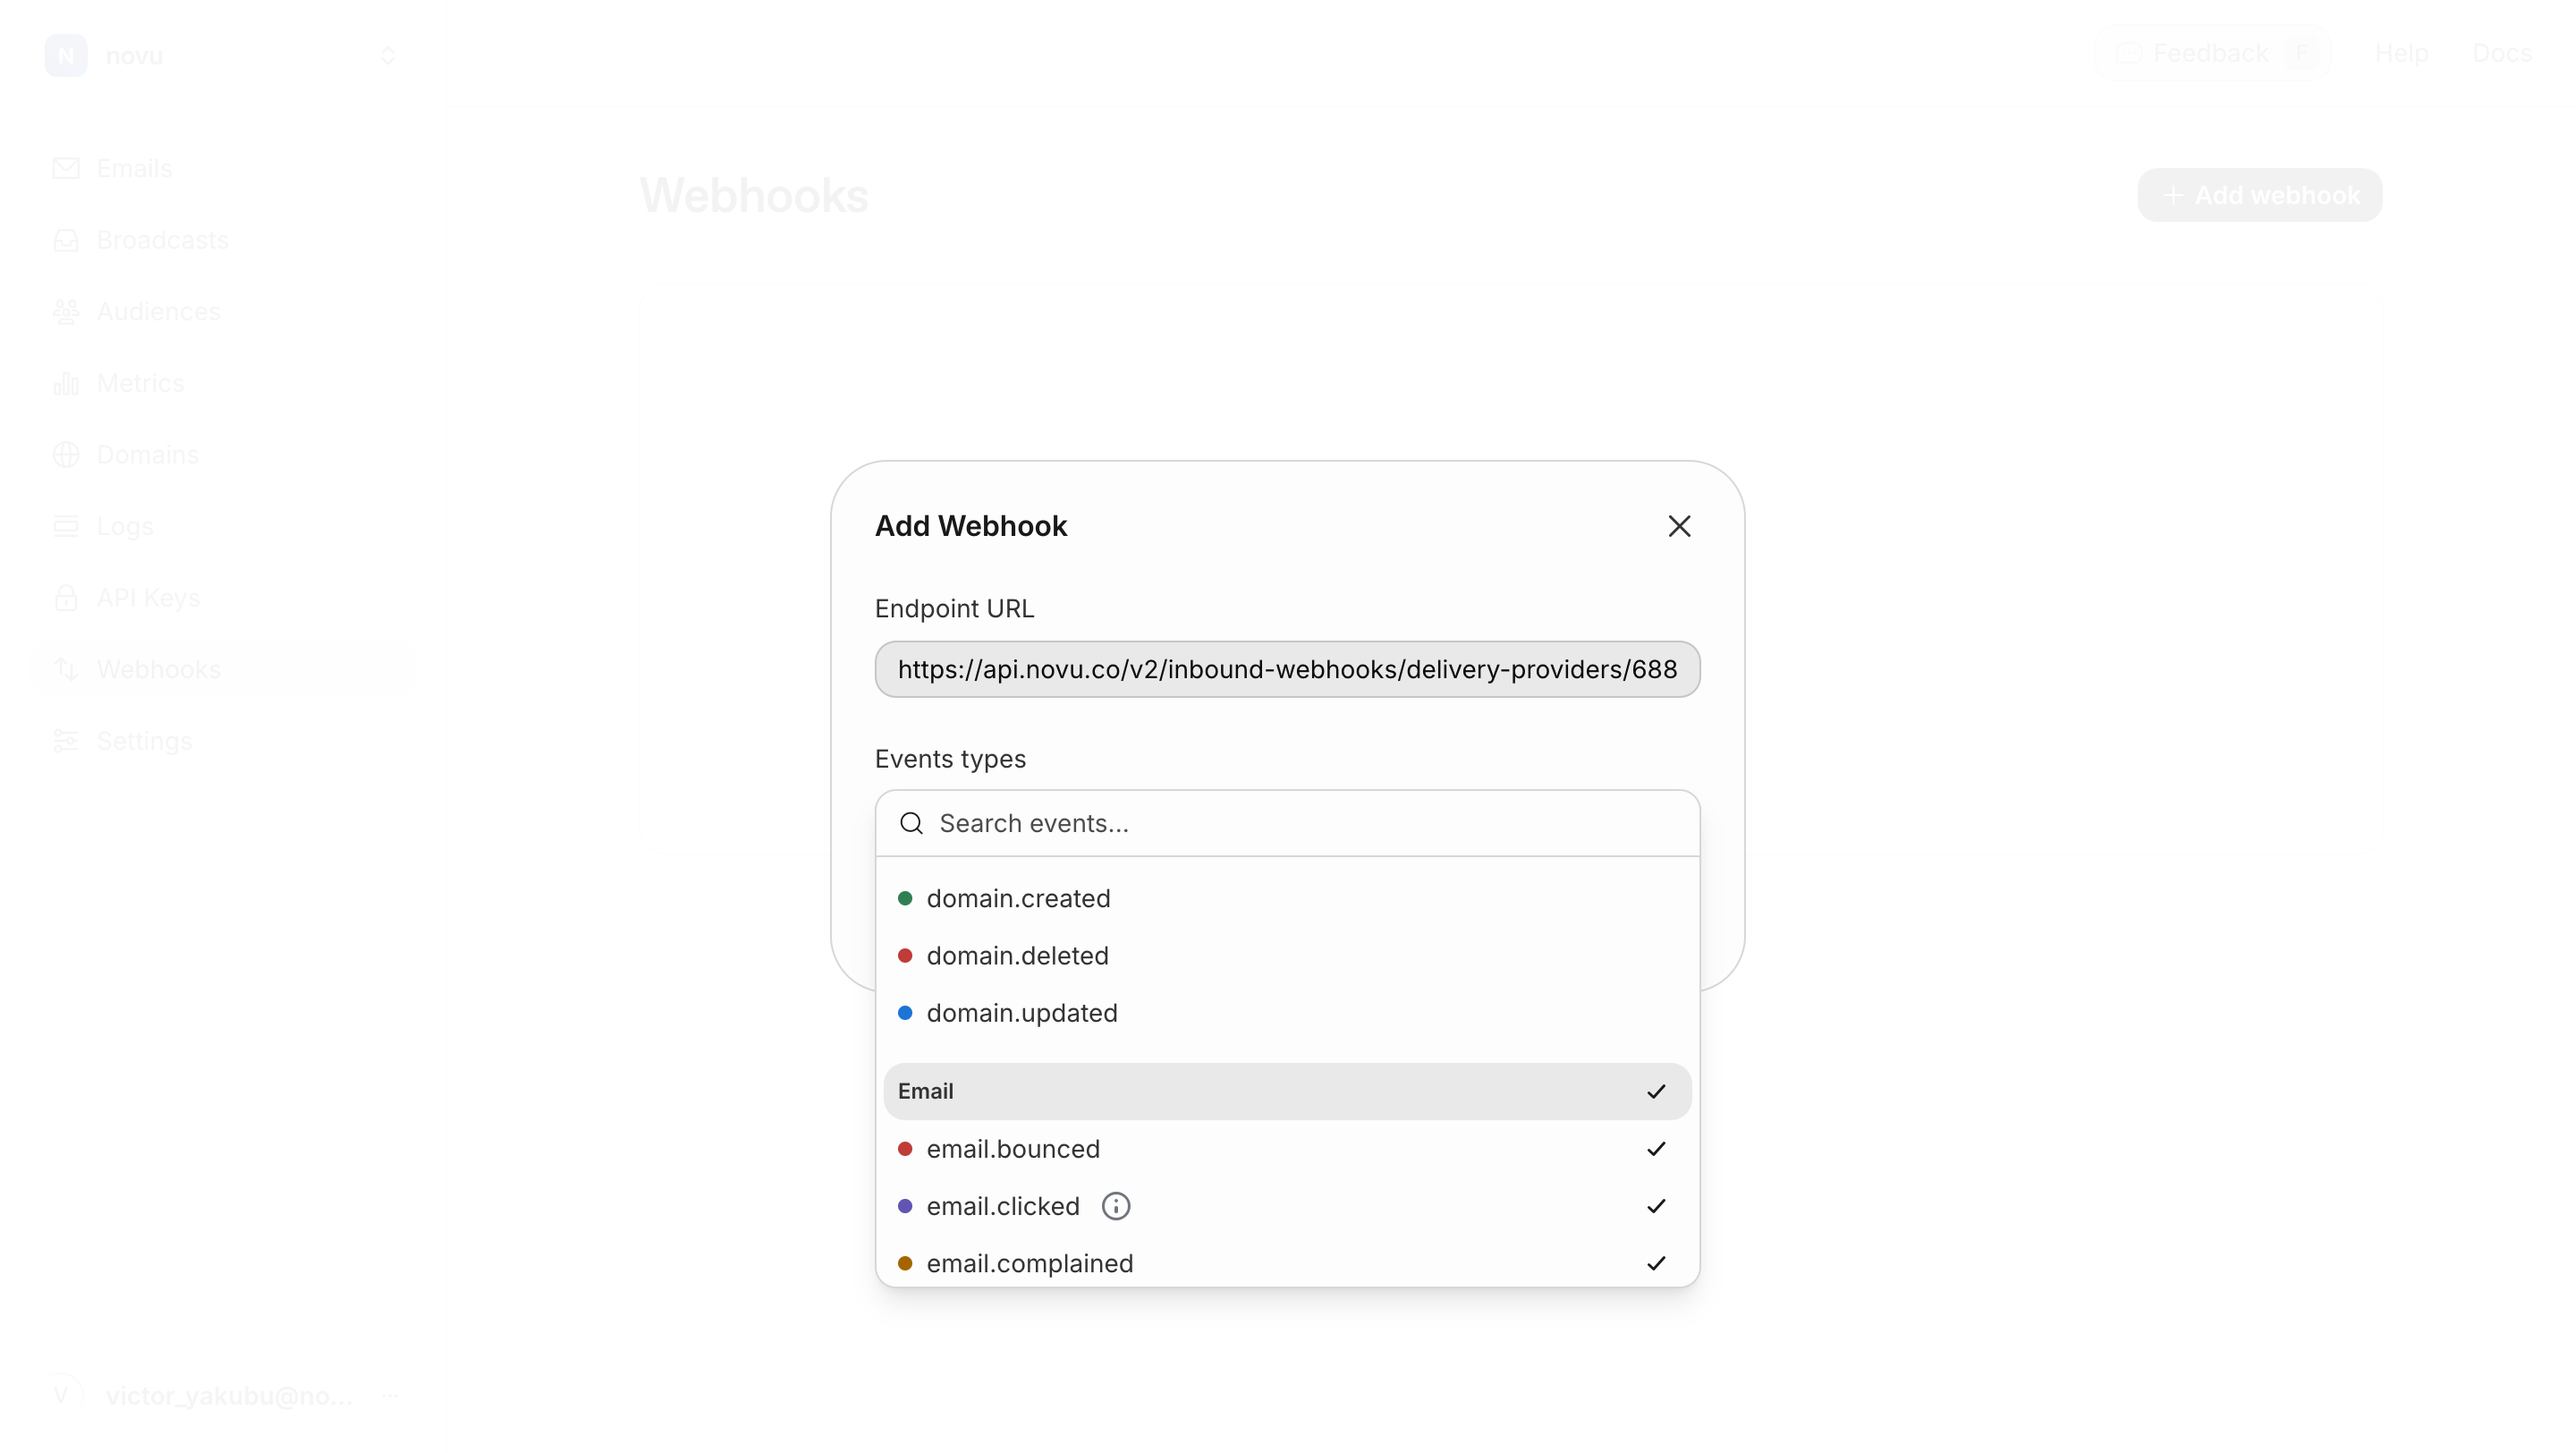 N novu
Feedback F Help Docs
Emails
Broadcasts
Audiences
Metrics
Domains
Logs
API Keys
Webhooks
Settings
V victor_yakubu@no...
Webhooks
+ Add webhook
Add Webhook
Endpoint URL
https://api.novu.co/v2/inbound-webhooks/delivery-providers/688
Events types
Search events...
domain.created
domain.deleted
domain.updated
Email
email.bounced
email.clicked
email.complained